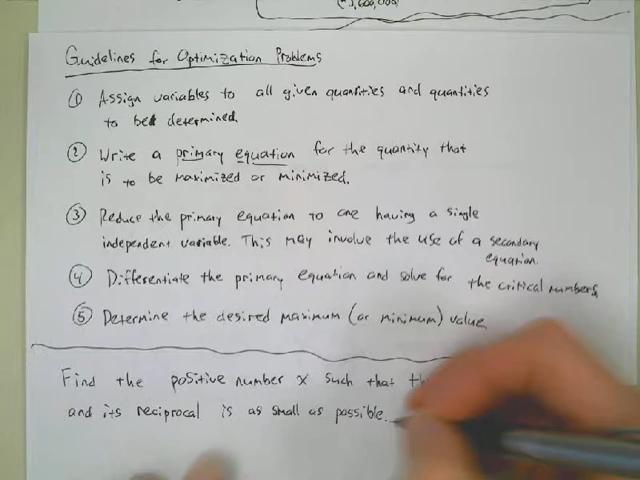 Guidelines for Optimization Problems
① Assign variables to all given quantities and quantities
to be determined.
② Write a primary equation for the quantity that
is to be maximized or minimized.
③ Reduce the primary equation to one having a single
independent variable. This may involve the use of a secondary
equation.
④ Differentiate the primary equation and solve for the critical numbers.
⑤ Determine the desired maximum (or minimum) value
Find the positive number x such that
and its reciprocal is as small as possible.